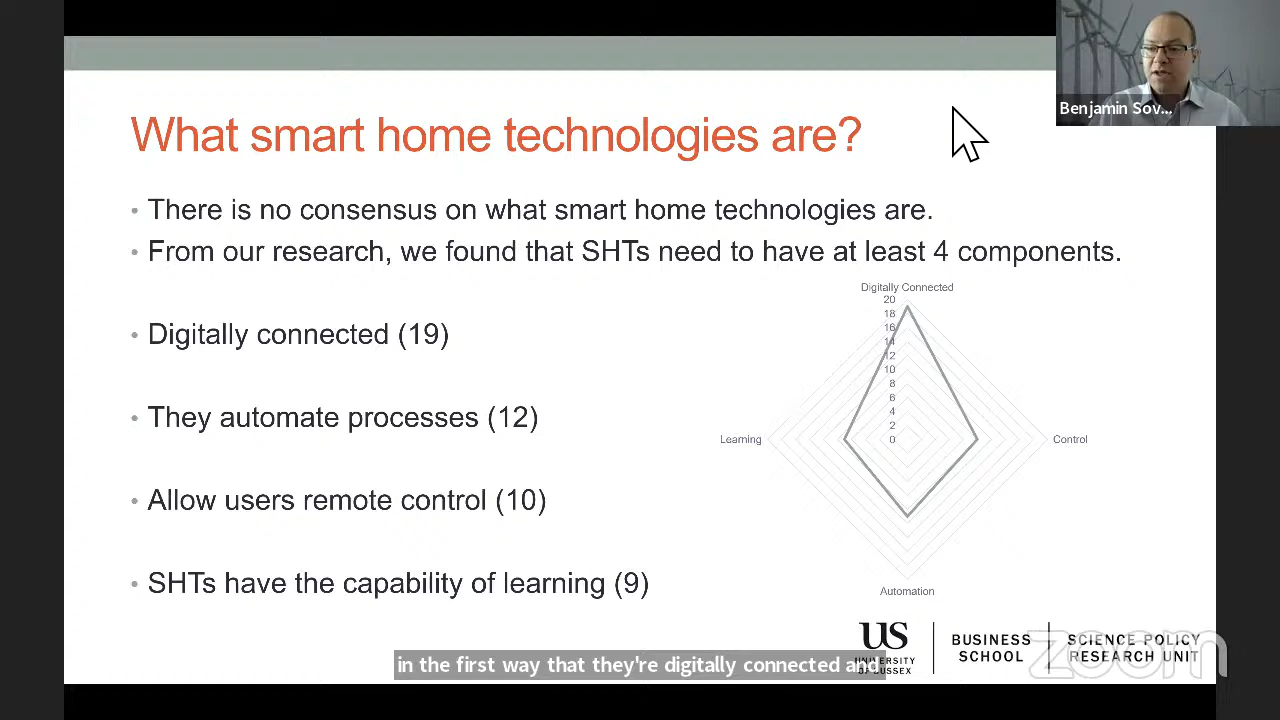 Benjamin Sov...
What smart home technologies are?
• There is no consensus on what smart home technologies are.
• From our research, we found that SHTs need to have at least 4 components.
• Digitally connected (19)
• They automate processes (12)
• Allow users remote control (10)
• SHTs have the capability of learning (9)
Digitally Connected
20
18
16
14
12
10
8
6
4
2
0
Learning
Control
Automation
US
UNIVERSITY
OF SUSSEX
BUSINESS
SCHOOL
SCIENCE POLICY
RESEARCH UNIT
zoom
in the first way that they're digitally connected and